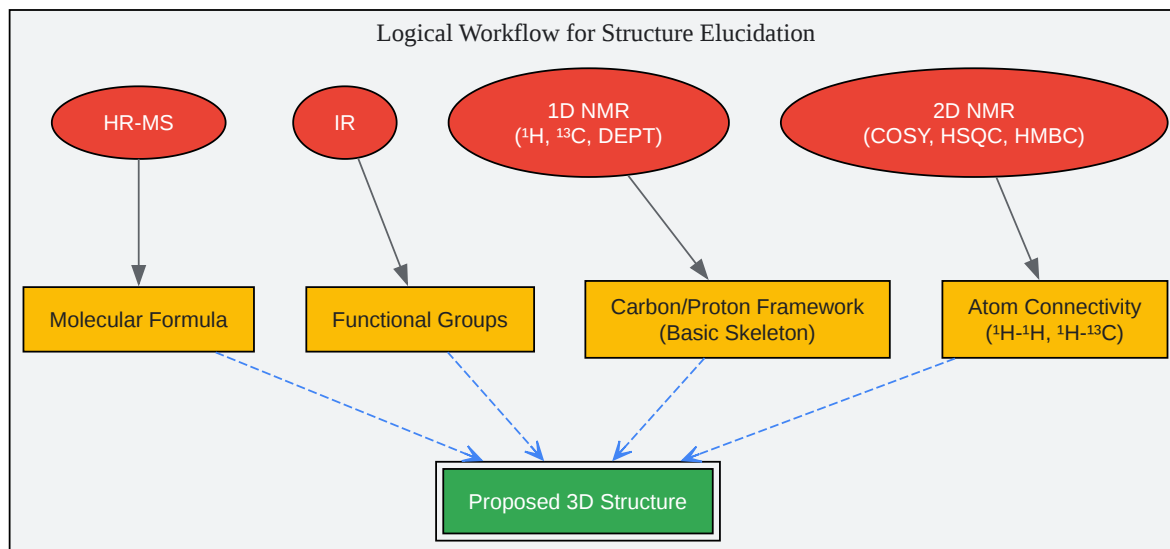 Logical Workflow for Structure Elucidation
HR-MS
IR
1D NMR
(¹H, ¹³C, DEPT)
2D NMR
(COSY, HSQC, HMBC)
Molecular Formula
Functional Groups
Carbon/Proton Framework
(Basic Skeleton)
Atom Connectivity
(¹H-¹H, ¹H-¹³C)
Proposed 3D Structure